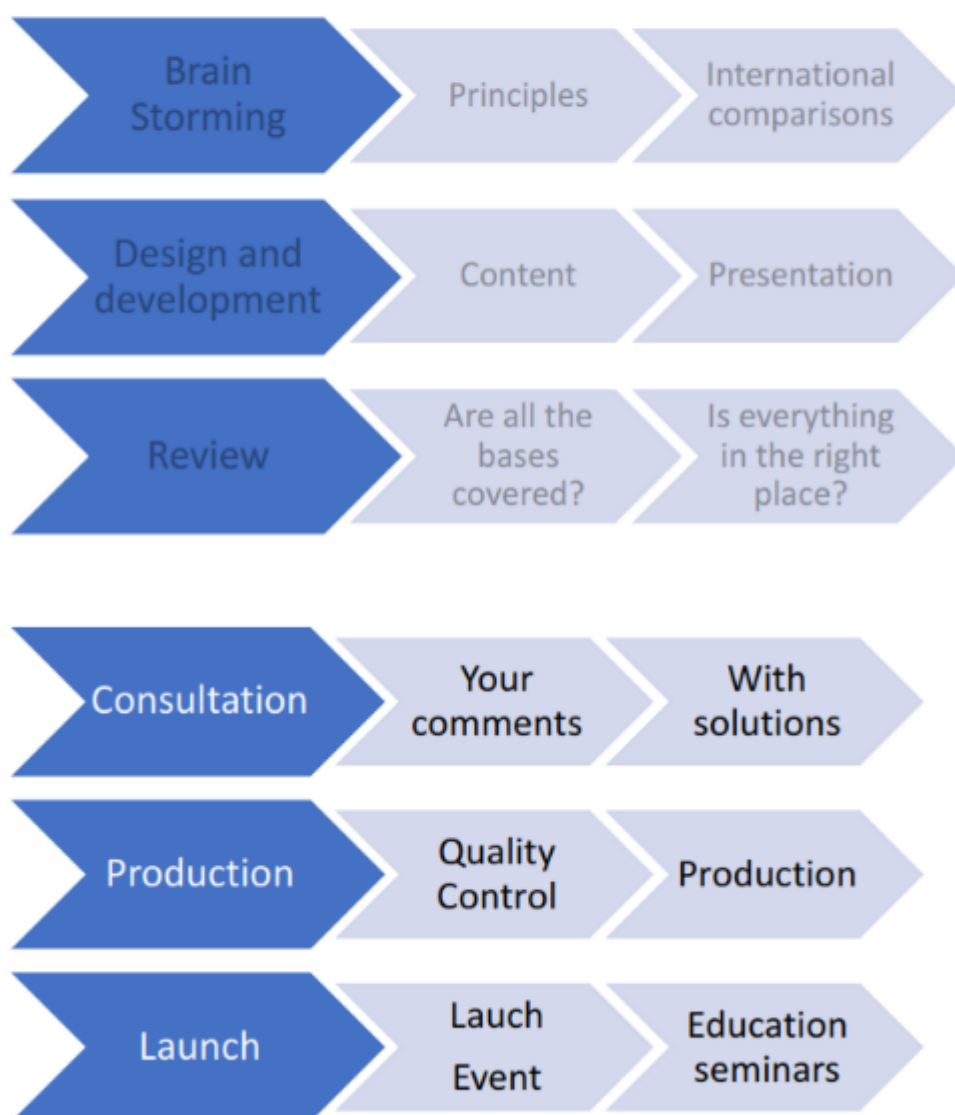 Brain
Storming
Principles
International
comparisons
Design and
development
Content
Presentation
Review
Are all the
bases
covered?
Is everything
in the right
place?
Consultation
Your
comments
With
solutions
Production
Quality
Control
Production
Launch
Lauch
Event
Education
seminars